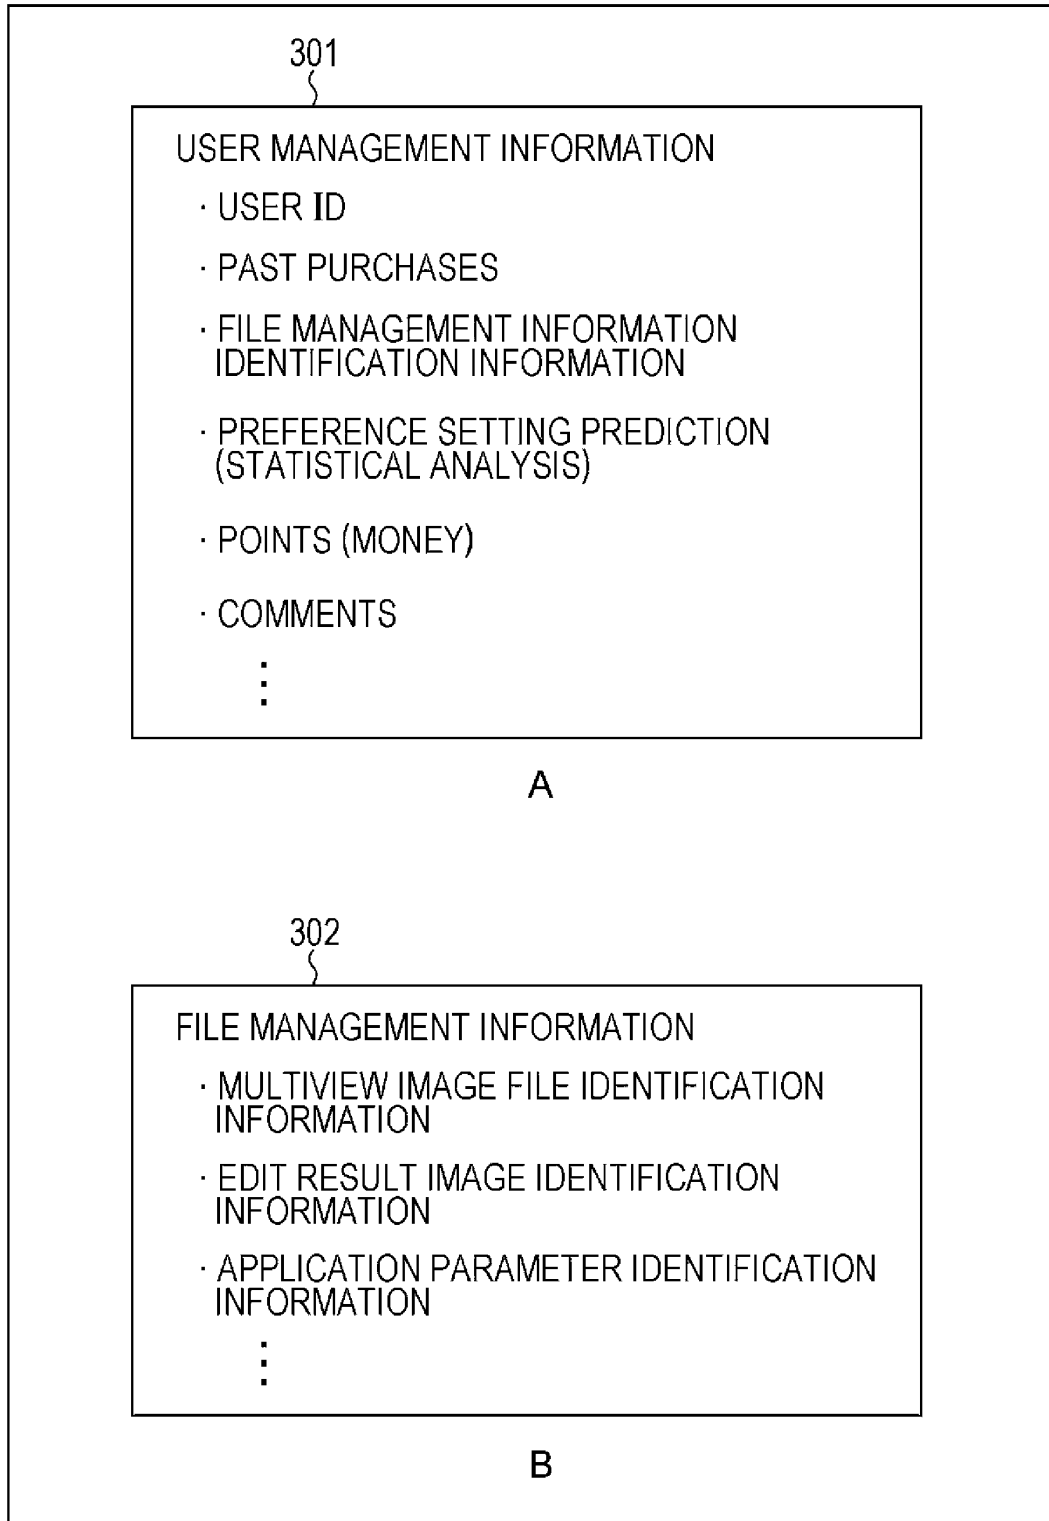 301
USER MANAGEMENT INFORMATION
· USER ID
· PAST PURCHASES
· FILE MANAGEMENT INFORMATION
IDENTIFICATION INFORMATION
· PREFERENCE SETTING PREDICTION
(STATISTICAL ANALYSIS)
· POINTS (MONEY)
· COMMENTS
⋮
A
302
FILE MANAGEMENT INFORMATION
· MULTIVIEW IMAGE FILE IDENTIFICATION
INFORMATION
· EDIT RESULT IMAGE IDENTIFICATION
INFORMATION
· APPLICATION PARAMETER IDENTIFICATION
INFORMATION
⋮
B